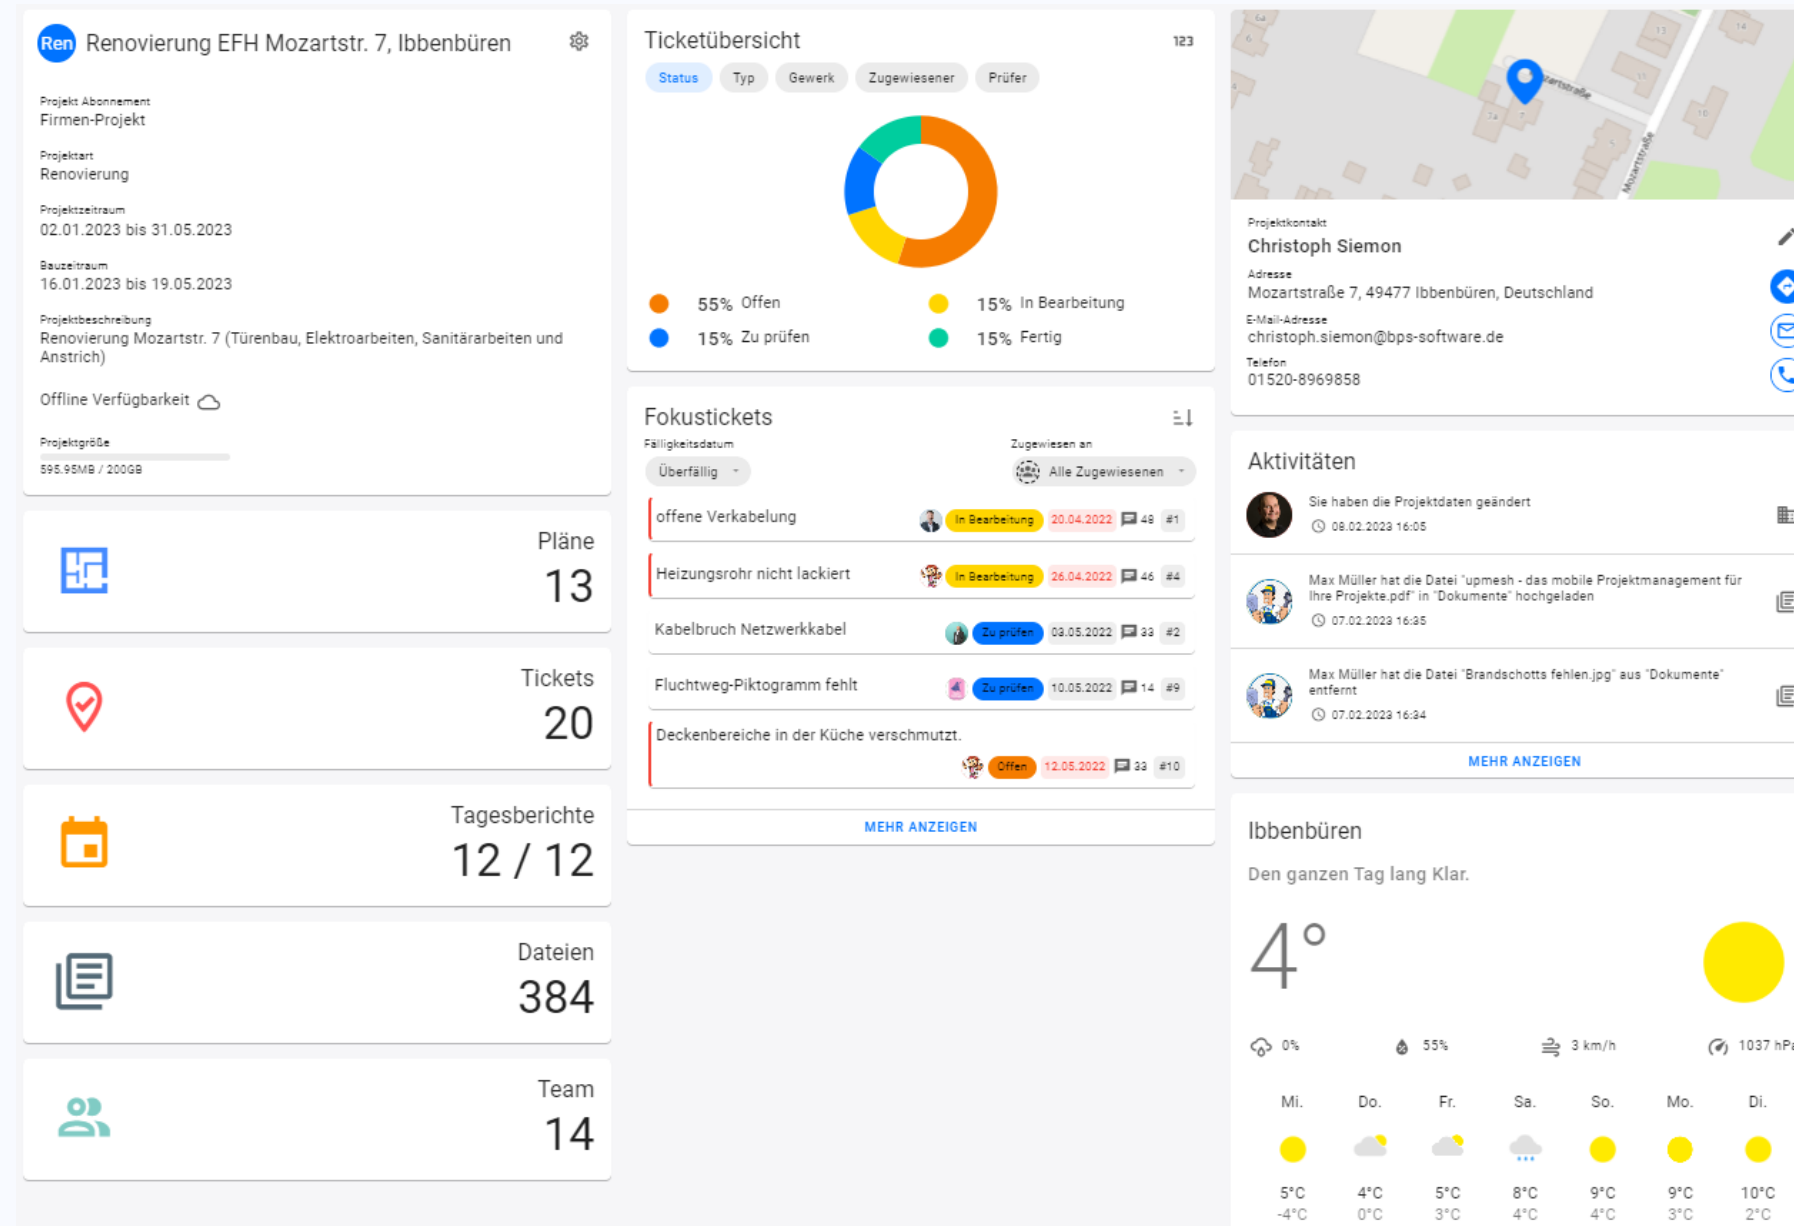 Ren Renovierung EFH Mozartstr. 7, Ibbenbüren
Projekt Abonnement
Firmen-Projekt
Projektart
Renovierung
Projektzeitraum
02.01.2023 bis 31.05.2023
Bauzeitraum
16.01.2023 bis 19.05.2023
Projektbeschreibung
Renovierung Mozartstr. 7 (Türenbau, Elektroarbeiten, Sanitärarbeiten und
Anstrich)
Offline Verfügbarkeit
Projektgröße
595.95MB / 200GB
Pläne
13
Tickets
20
Tagesberichte
12 / 12
Dateien
384
Team
14
Ticketübersicht 123
Status Typ Gewerk Zugewiesener Prüfer
55% Offen 15% In Bearbeitung
15% Zu prüfen 15% Fertig
Fokustickets
Fälligkeitsdatum Zugewiesen an
Überfällig Alle Zugewiesenen
offene Verkabelung In Bearbeitung 20.04.2022 48 #1
Heizungsrohr nicht lackiert In Bearbeitung 26.04.2022 46 #4
Kabelbruch Netzwerkkabel Zu prüfen 03.05.2022 33 #2
Fluchtweg-Piktogramm fehlt Zu prüfen 10.05.2022 14 #9
Deckenbereiche in der Küche verschmutzt.
Offen 12.05.2022 33 #10
MEHR ANZEIGEN
6a
6
13
14
11
10
7a
7
Mozartstraße
Projektkontakt
Christoph Siemon
Adresse
Mozartstraße 7, 49477 Ibbenbüren, Deutschland
E-Mail-Adresse
christoph.siemon@bps-software.de
Telefon
01520-8969858
Aktivitäten
Sie haben die Projektdaten geändert
08.02.2023 16:05
Max Müller hat die Datei "upmesh - das mobile Projektmanagement für
Ihre Projekte.pdf" in "Dokumente" hochgeladen
07.02.2023 16:35
Max Müller hat die Datei "Brandschotts fehlen.jpg" aus "Dokumente"
entfernt
07.02.2023 16:34
MEHR ANZEIGEN
Ibbenbüren
Den ganzen Tag lang Klar.
4°
0% 55% 3 km/h 1037 hPa
Mi. Do. Fr. Sa. So. Mo. Di.
5°C 4°C 5°C 8°C 9°C 9°C 10°C
-4°C 0°C 3°C 4°C 4°C 3°C 2°C